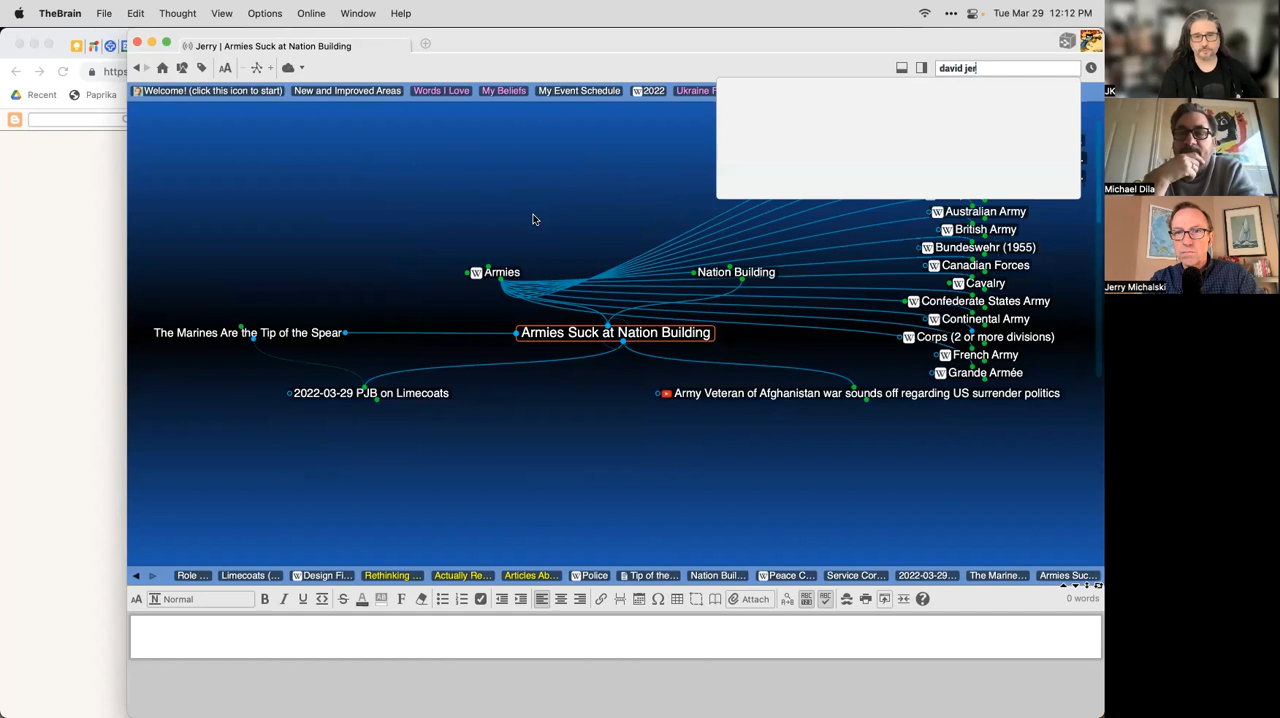 TheBrain File Edit Thought View Options Online Window Help Tue Mar 29 12:12 PM
Jerry | Armies Suck at Nation Building
https
david jer
JK
Recent Paprika
Welcome! (click this icon to start) New and Improved Areas Words I Love My Beliefs My Event Schedule 2022 Ukraine
Michael Dila
Australian Army
British Army
Bundeswehr (1955)
Canadian Forces
Armies
Nation Building
Cavalry
Jerry Michalski
Confederate States Army
Continental Army
The Marines Are the Tip of the Spear
Armies Suck at Nation Building
Corps (2 or more divisions)
French Army
Grande Armée
2022-03-29 PJB on Limecoats
Army Veteran of Afghanistan war sounds off regarding US surrender politics
Role ... Limecoats (... Design Fi... Rethinking ... Actually Re... Articles Ab... Police Tip of the... Nation Buil... Peace C... Service Cor... 2022-03-29... The Marine... Armies Suc...
Normal B I U S T Attach 0 words